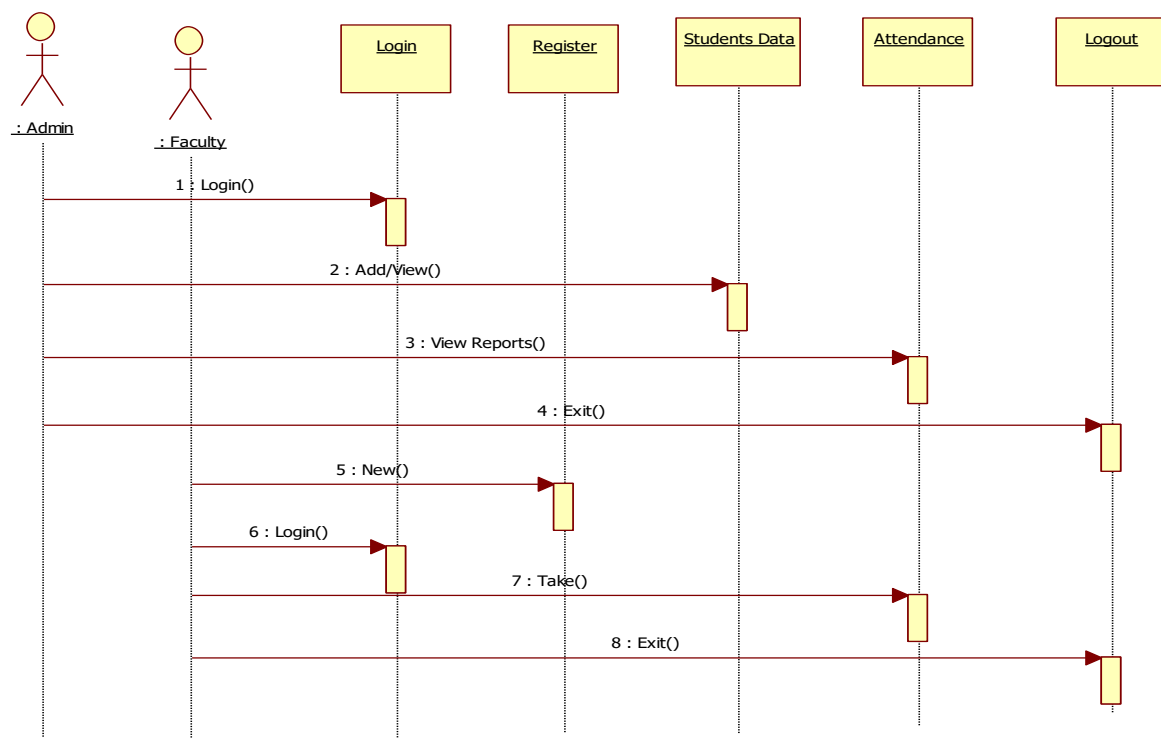 Login
Register
Students Data
Attendance
Logout
: Admin
: Faculty
1 : Login()
2 : Add/View()
3 : View Reports()
4 : Exit()
5 : New()
6 : Login()
7 : Take()
8 : Exit()